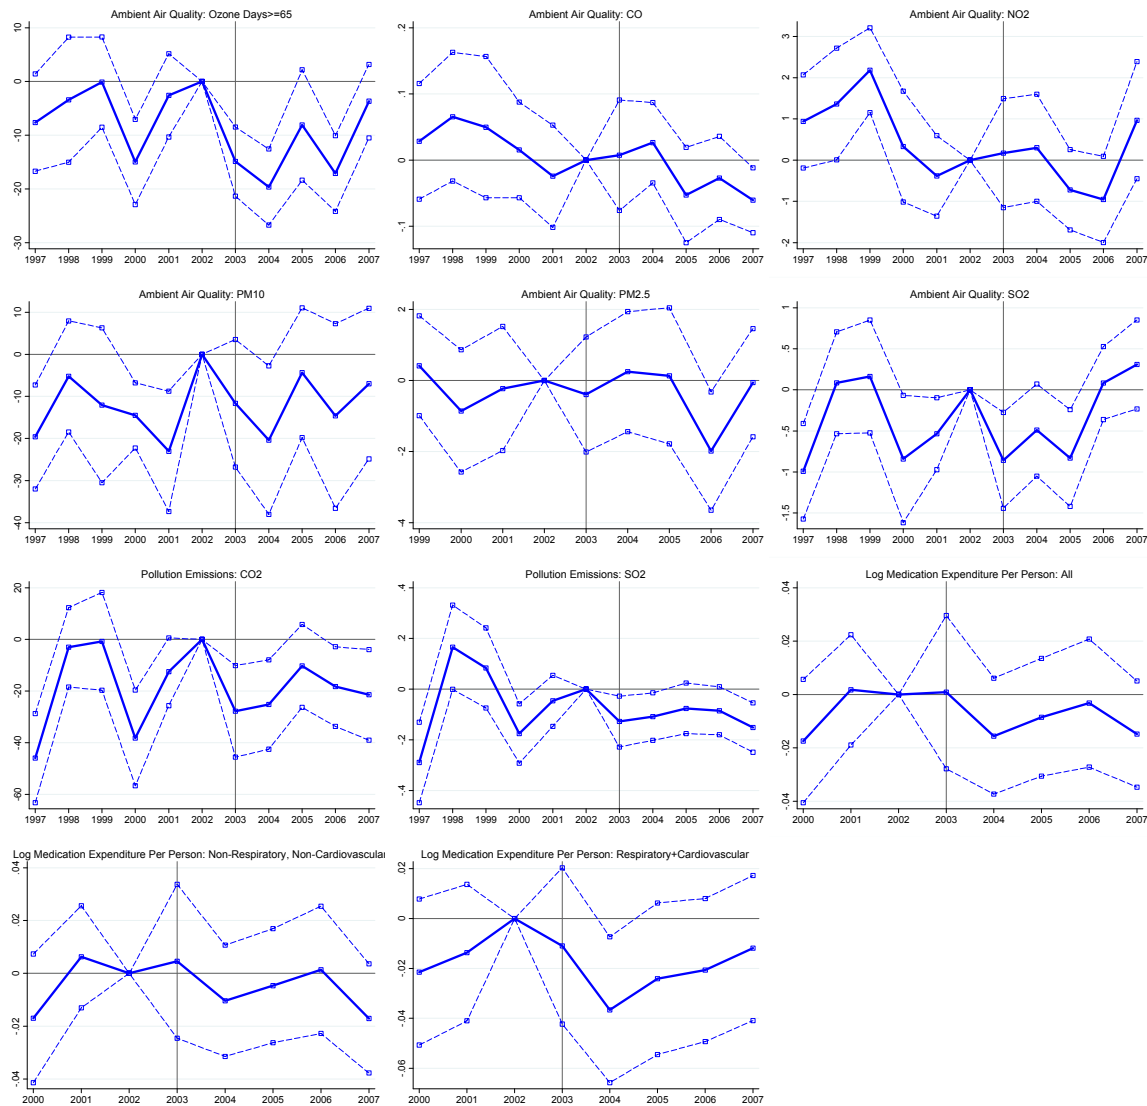 Ambient Air Quality: Ozone Days>=65
10
0
-10
-20
-30
1997 1998 1999 2000 2001 2002 2003 2004 2005 2006 2007
Ambient Air Quality: CO
.2
.1
0
-.1
1997 1998 1999 2000 2001 2002 2003 2004 2005 2006 2007
Ambient Air Quality: NO2
3
2
1
0
-1
-2
1997 1998 1999 2000 2001 2002 2003 2004 2005 2006 2007
Ambient Air Quality: PM10
10
0
-10
-20
-30
-40
1997 1998 1999 2000 2001 2002 2003 2004 2005 2006 2007
Ambient Air Quality: PM2.5
2
0
-2
-4
1999 2000 2001 2002 2003 2004 2005 2006 2007
Ambient Air Quality: SO2
1
.5
0
-.5
-1
-1.5
1997 1998 1999 2000 2001 2002 2003 2004 2005 2006 2007
Pollution Emissions: CO2
20
0
-20
-40
-60
1997 1998 1999 2000 2001 2002 2003 2004 2005 2006 2007
Pollution Emissions: SO2
.4
.2
0
-.2
-.4
1997 1998 1999 2000 2001 2002 2003 2004 2005 2006 2007
Log Medication Expenditure Per Person: All
.04
.02
0
-.02
-.04
2000 2001 2002 2003 2004 2005 2006 2007
Log Medication Expenditure Per Person: Non-Respiratory, Non-Cardiovascular
.04
.02
0
-.02
-.04
2000 2001 2002 2003 2004 2005 2006 2007
Log Medication Expenditure Per Person: Respiratory+Cardiovascular
.02
0
-.02
-.04
-.06
2000 2001 2002 2003 2004 2005 2006 2007